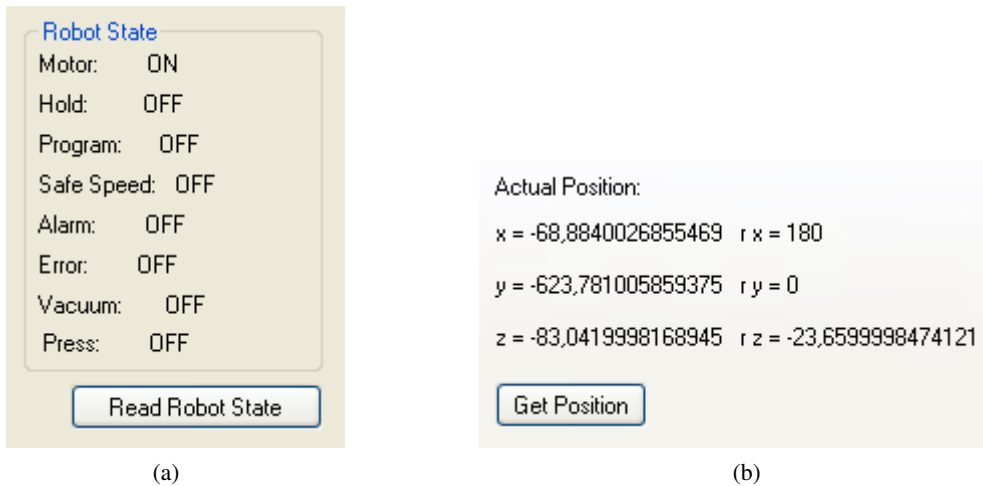 Robot State
Motor: ON
Hold: OFF
Program: OFF
Safe Speed: OFF
Alarm: OFF
Error: OFF
Vacuum: OFF
Press: OFF
Read Robot State
(a)
Actual Position:
x = -68,8840026855469 r x = 180
y = -623,781005859375 r y = 0
z = -83,0419998168945 r z = -23,6599998474121
Get Position
(b)